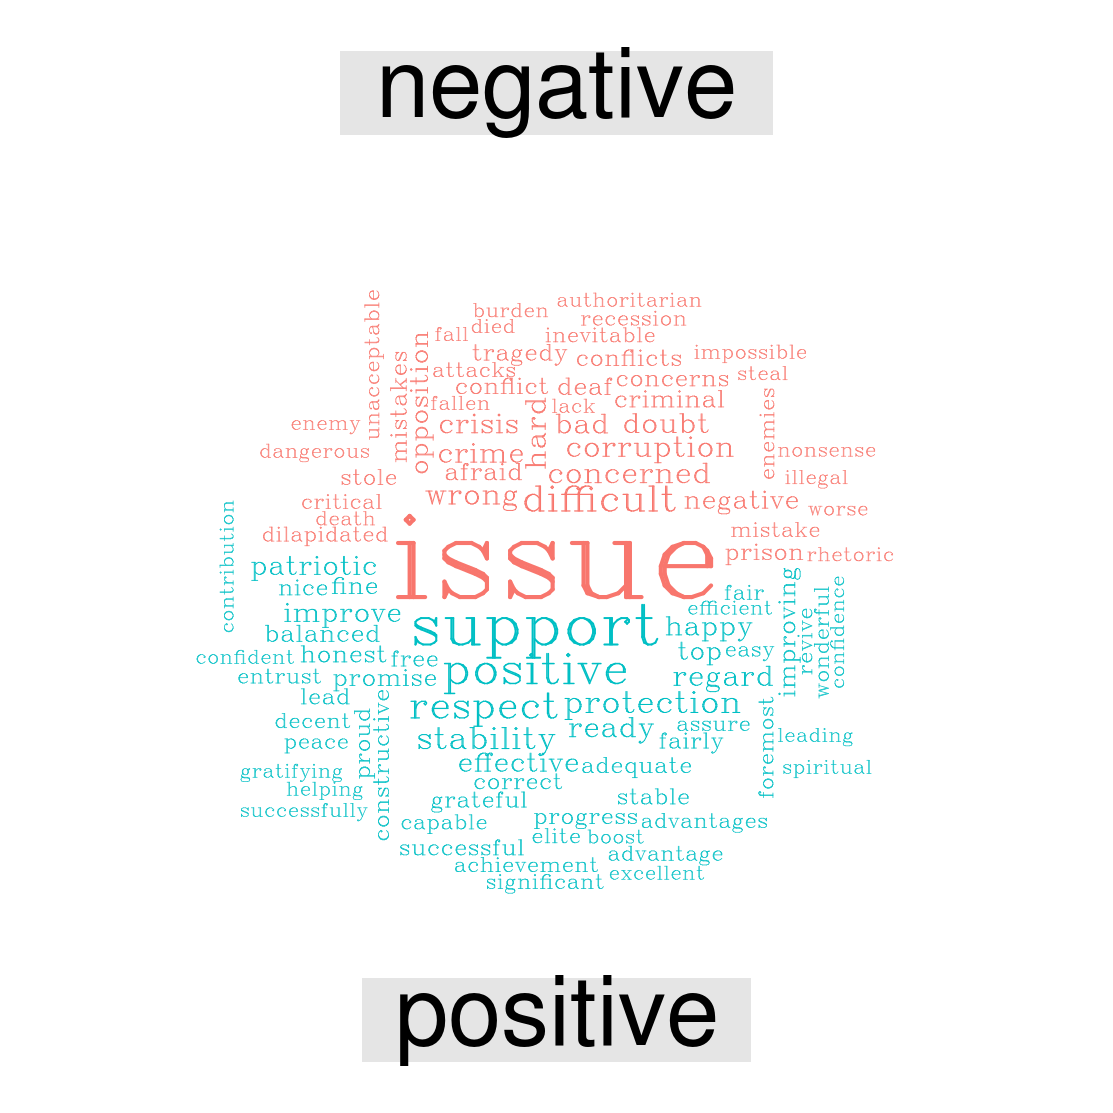 negative
authoritarian
burden
recession
died
fall
inevitable
unacceptable
mistakes
opposition
tragedy
conflicts
impossible
attacks
concerns
steal
conflict
deaf
criminal
enemies
fallen
lack
hard
enemy
crisis
bad
doubt
dangerous
crime
corruption
nonsense
stole
afraid
concerned
illegal
critical
wrong
difficult
negative
worse
death
mistake
dilapidated
issue
prison
rhetoric
contribution
patriotic
nice
fine
fair
improving
efficient
improve
support
happy
revive
wonderful
confidence
balanced
confident
honest
free
top
easy
entrust
promise
positive
regard
lead
respect
protection
decent
proud
constructive
ready
assure
foremost
leading
peace
stability
fairly
gratifying
effective
adequate
spiritual
helping
correct
successfully
grateful
stable
capable
progress
advantages
elite
boost
successful
advantage
achievement
excellent
significant
positive